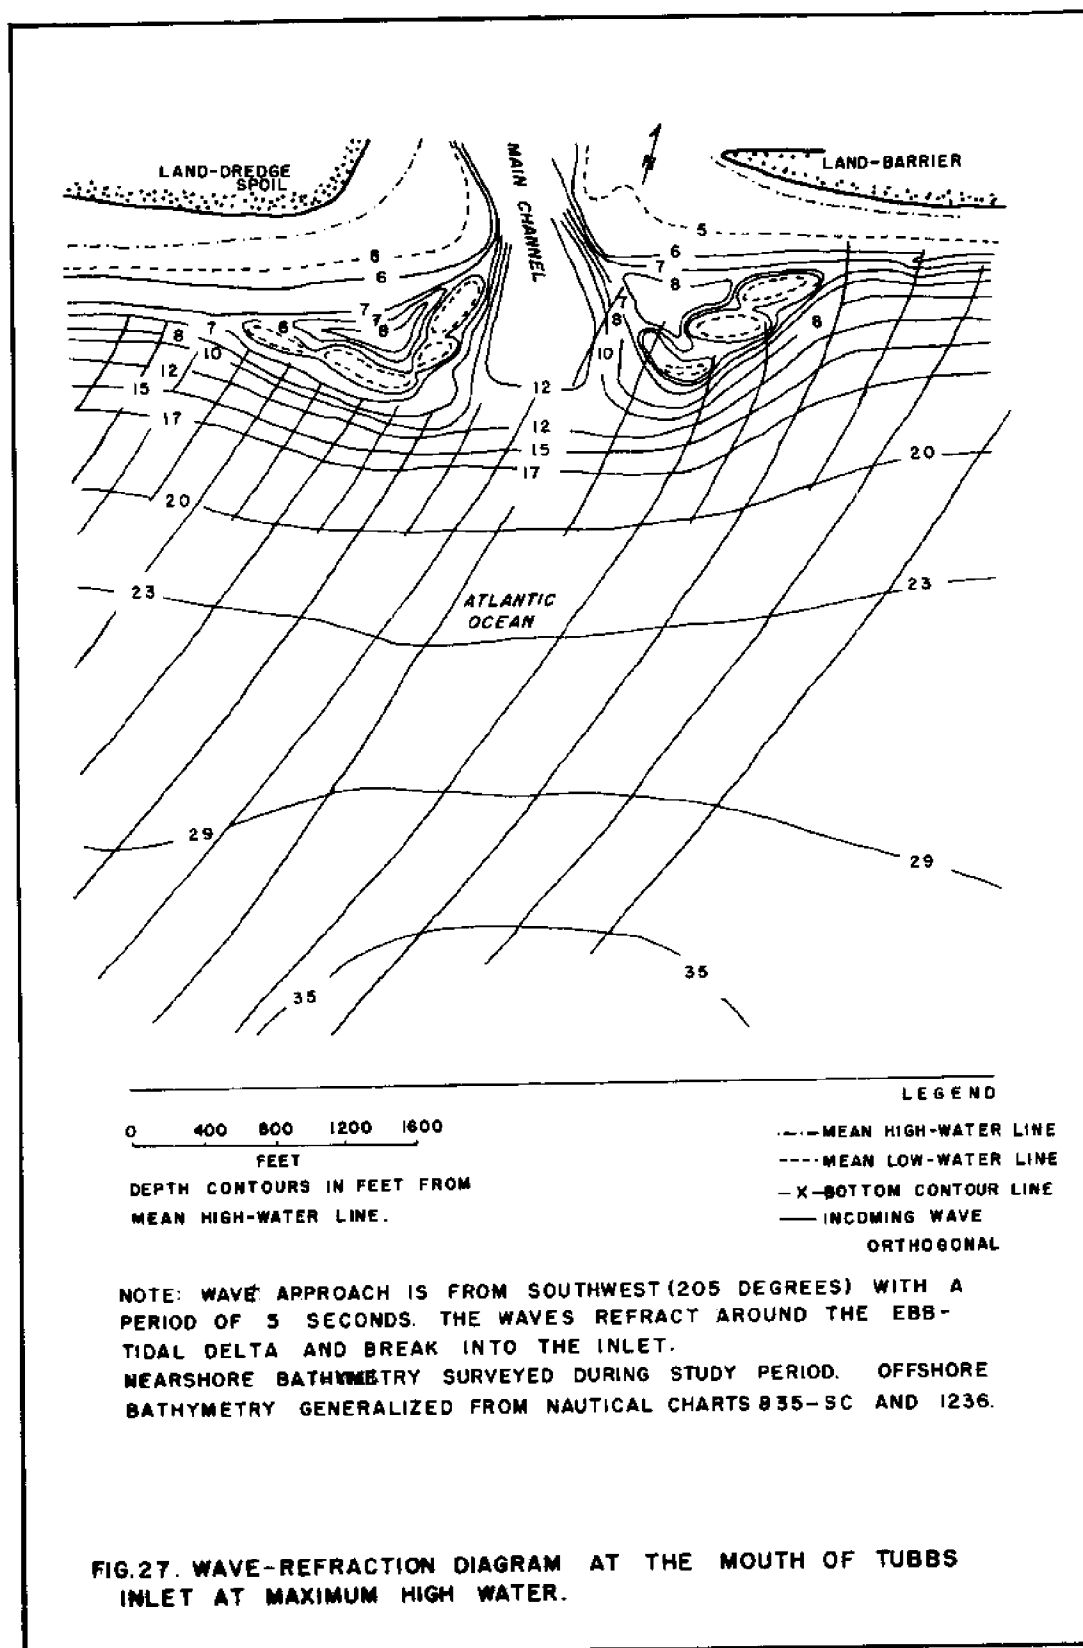 MAIN CHANNEL
N
LAND-DREDGE
SPOIL
LAND-BARRIER
5
6
6
7
8
6
6
7
7
8
8
7
8
10
12
15
17
7
8
10
8
12
12
15
17
20
20
23
23
ATLANTIC
OCEAN
29
29
35
35
LEGEND
0 400 800 1200 1600
FEET
DEPTH CONTOURS IN FEET FROM
MEAN HIGH-WATER LINE.
MEAN HIGH-WATER LINE
MEAN LOW-WATER LINE
-X-BOTTOM CONTOUR LINE
INCOMING WAVE
ORTHOGONAL
NOTE: WAVE APPROACH IS FROM SOUTHWEST (205 DEGREES) WITH A
PERIOD OF 5 SECONDS. THE WAVES REFRACT AROUND THE EBB-
TIDAL DELTA AND BREAK INTO THE INLET.
NEARSHORE BATHYMETRY SURVEYED DURING STUDY PERIOD. OFFSHORE
BATHYMETRY GENERALIZED FROM NAUTICAL CHARTS 835-SC AND 1236.
FIG.27. WAVE-REFRACTION DIAGRAM AT THE MOUTH OF TUBBS
INLET AT MAXIMUM HIGH WATER.